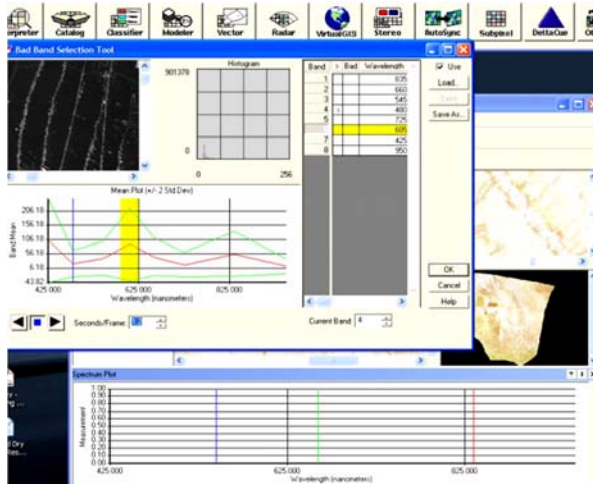 Catalog Classifier Modeler Vector Radar VirtualGIS Stereo AutoSync Subpixel DeltaCue
Bad Band Selection Tool
Histogram
901378
0
0 256
Band > Bad Wavelength
1 835
2 660
3 545
4 480
5 725
605
7 425
8 950
Use
Load...
Save As...
OK
Cancel
Help
Mean Plot (+/- 2 Std Dev)
Band Mean
206.18
156.18
106.18
56.18
6.18
-43.82
425.000 625.000 825.000
Wavelength (nanometers)
Seconds/Frame:
Current Band: 4
Spectrum Plot
Measurement
1.00
0.90
0.80
0.70
0.60
0.50
0.40
0.30
0.20
0.10
0.00
425.000 625.000 825.000
Wavelength (nanometers)